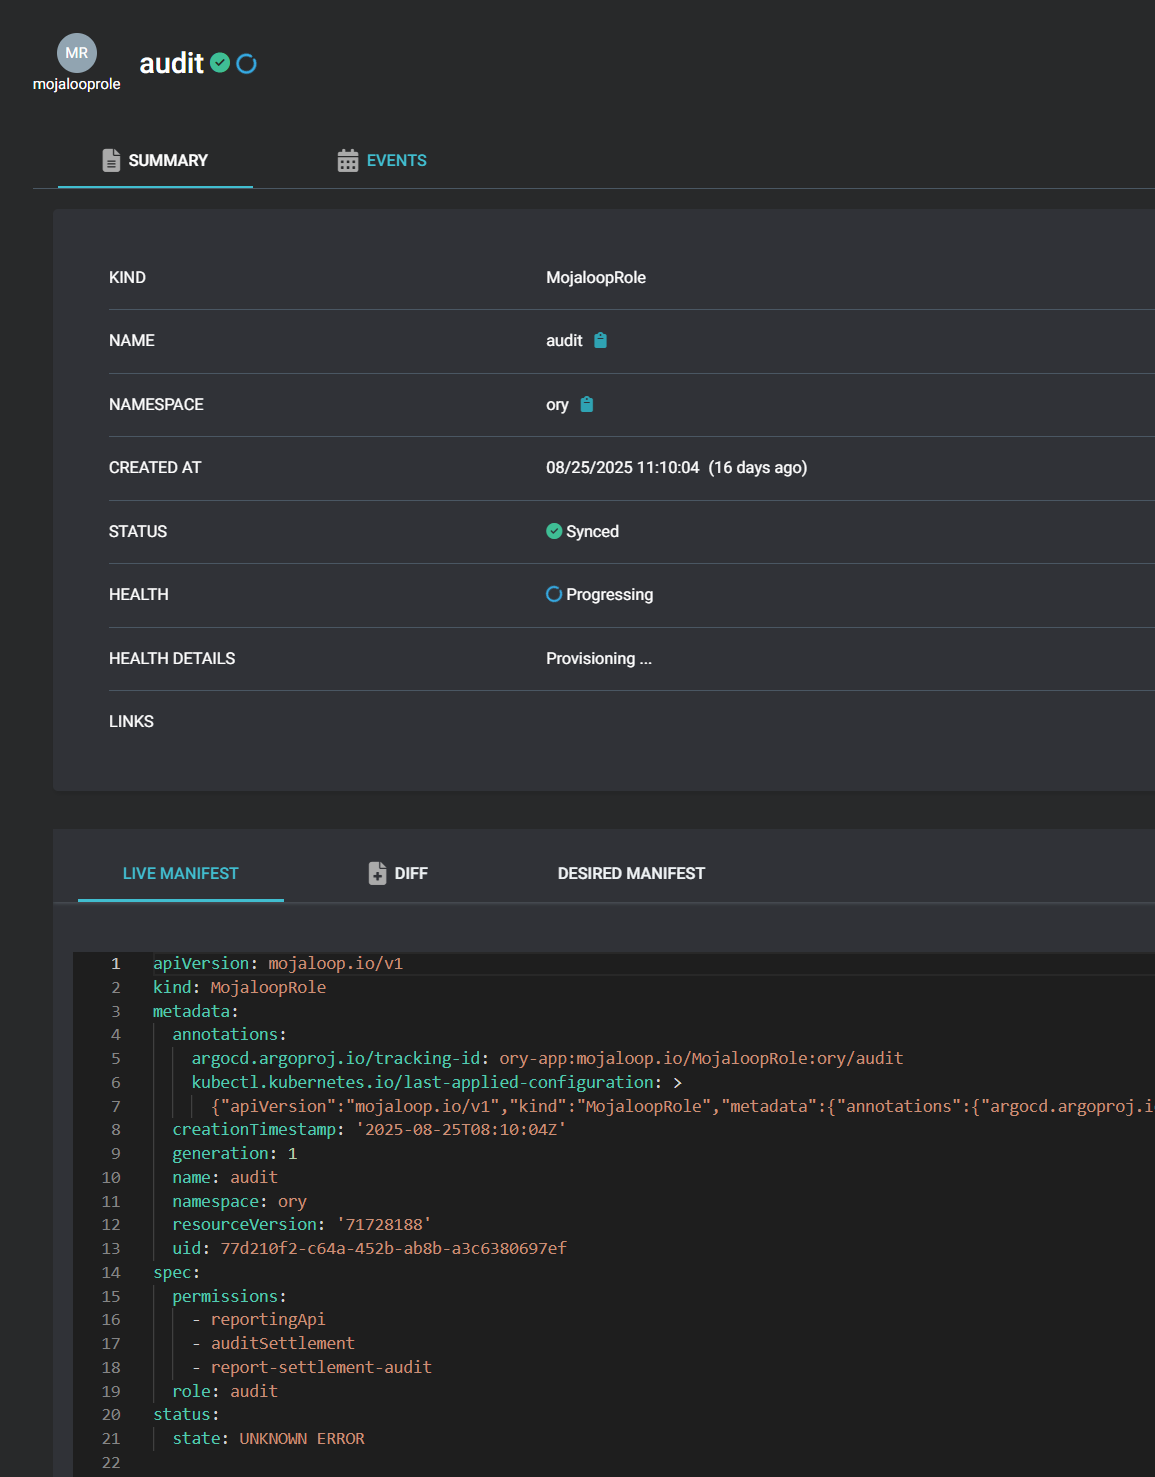 MR
mojalooprole
audit
SUMMARY
EVENTS
KIND MojaloopRole
NAME audit
NAMESPACE ory
CREATED AT 08/25/2025 11:10:04 (16 days ago)
STATUS Synced
HEALTH Progressing
HEALTH DETAILS Provisioning ...
LINKS
LIVE MANIFEST DIFF DESIRED MANIFEST
1 apiVersion: mojaloop.io/v1
2 kind: MojaloopRole
3 metadata:
4 annotations:
5 argocd.argoproj.io/tracking-id: ory-app:mojaloop.io/MojaloopRole:ory/audit
6 kubectl.kubernetes.io/last-applied-configuration: >
7 {"apiVersion":"mojaloop.io/v1","kind":"MojaloopRole","metadata":{"annotations":{"argocd.argoproj.i
8 creationTimestamp: '2025-08-25T08:10:04Z'
9 generation: 1
10 name: audit
11 namespace: ory
12 resourceVersion: '71728188'
13 uid: 77d210f2-c64a-452b-ab8b-a3c6380697ef
14 spec:
15 permissions:
16 - reportingApi
17 - auditSettlement
18 - report-settlement-audit
19 role: audit
20 status:
21 state: UNKNOWN ERROR
22